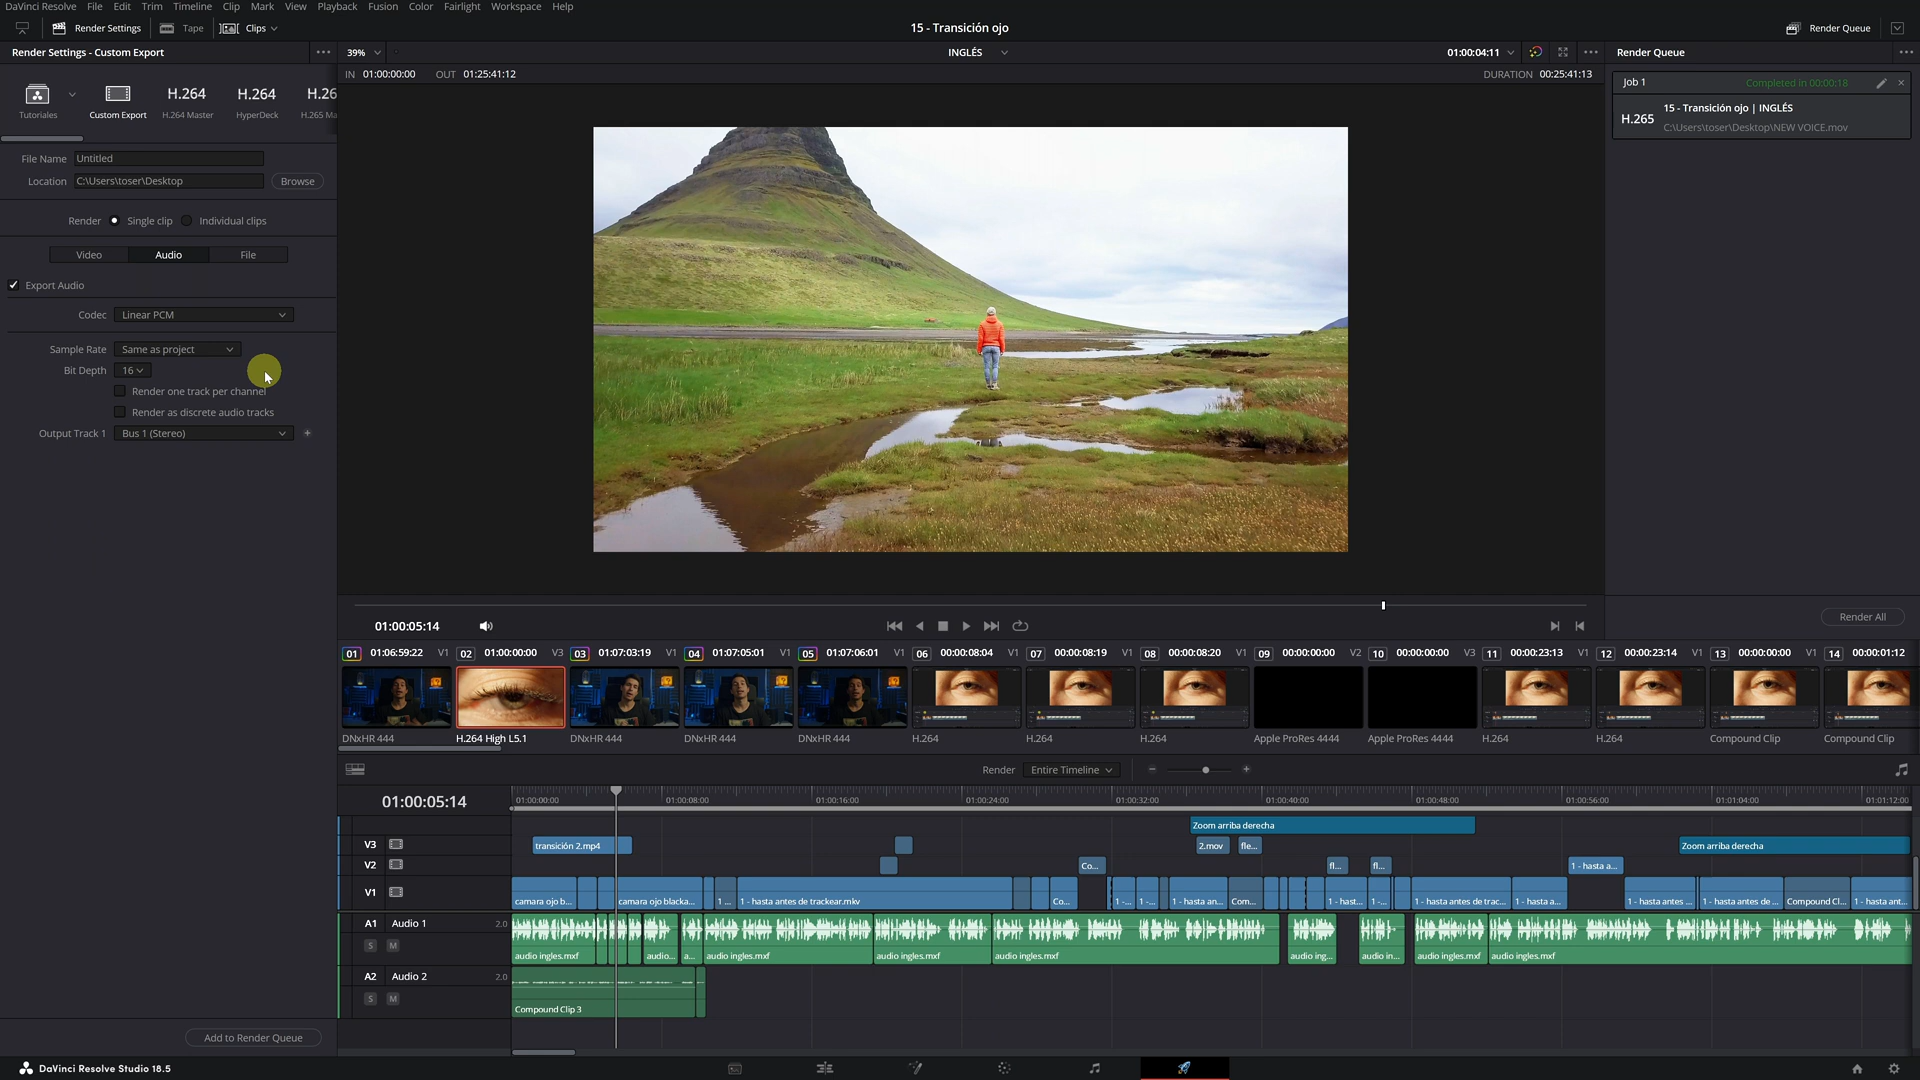 DaVinci Resolve File Edit Trim Timeline Clip Mark View Playback Fusion Color Fairlight Workspace Help
Render Settings Tape Clips
15 - Transición ojo
Render Queue
Render Settings - Custom Export
39%
INGLÉS
01:00:04:11
Render Queue
IN 01:00:00:00 OUT 01:25:41:12
DURATION 00:25:41:13
Job 1 Completed in 00:00:18
H.265
15 - Transición ojo | INGLÉS
C:\Users\toser\Desktop\NEW VOICE.mov
H.264 H.264 H.26
Tutoriales Custom Export H.264 Master HyperDeck H.265 Ma
File Name Untitled
Location C:\Users\toser\Desktop Browse
Render Single clip Individual clips
Video Audio File
Export Audio
Codec Linear PCM
Sample Rate Same as project
Bit Depth 16
Render one track per channel
Render as discrete audio tracks
Output Track 1 Bus 1 (Stereo)
Add to Render Queue
Render All
01:00:05:14
01 01:06:59:22 V1 02 01:00:00:00 V3 03 01:07:03:19 V1 04 01:07:05:01 V1 05 01:07:06:01 V1 06 00:00:08:04 V1 07 00:00:08:19 V1 08 00:00:08:20 V1 09 00:00:00:00 V2 10 00:00:00:00 V3 11 00:00:23:13 V1 12 00:00:23:14 V1 13 00:00:00:00 V1 14 00:00:01:12
DNxHR 444 H.264 High L5.1 DNxHR 444 DNxHR 444 DNxHR 444 H.264 H.264 H.264 Apple ProRes 4444 Apple ProRes 4444 H.264 H.264 Compound Clip Compound Clip
Render Entire Timeline
01:00:05:14
01:00:00:00 01:00:08:00 01:00:16:00 01:00:24:00 01:00:32:00 01:00:40:00 01:00:48:00 01:00:56:00 01:01:04:00 01:01:12:00
Zoom arriba derecha
V3 transición 2.mp4 2.mov fle... Zoom arriba derecha
V2 Co... fl... fl... 1 - hasta a...
V1 camara ojo b... camara ojo blacka... 1 ... 1 - hasta antes de trackear.mkv Co... 1 -... 1 -... 1 - hasta an... Com... 1 - hast... 1 -... 1 - hasta antes de trac... 1 - hasta a... 1 - hasta antes ... 1 - hasta antes de ... Compound Cl... 1 - hasta ant...
A1 Audio 1 2.0
S M
audio ingles.mxf audio... a... audio ingles.mxf audio ingles.mxf audio ingles.mxf audio ing... audio in... audio ingles.mxf audio ingles.mxf
A2 Audio 2 2.0
S M
Compound Clip 3
DaVinci Resolve Studio 18.5